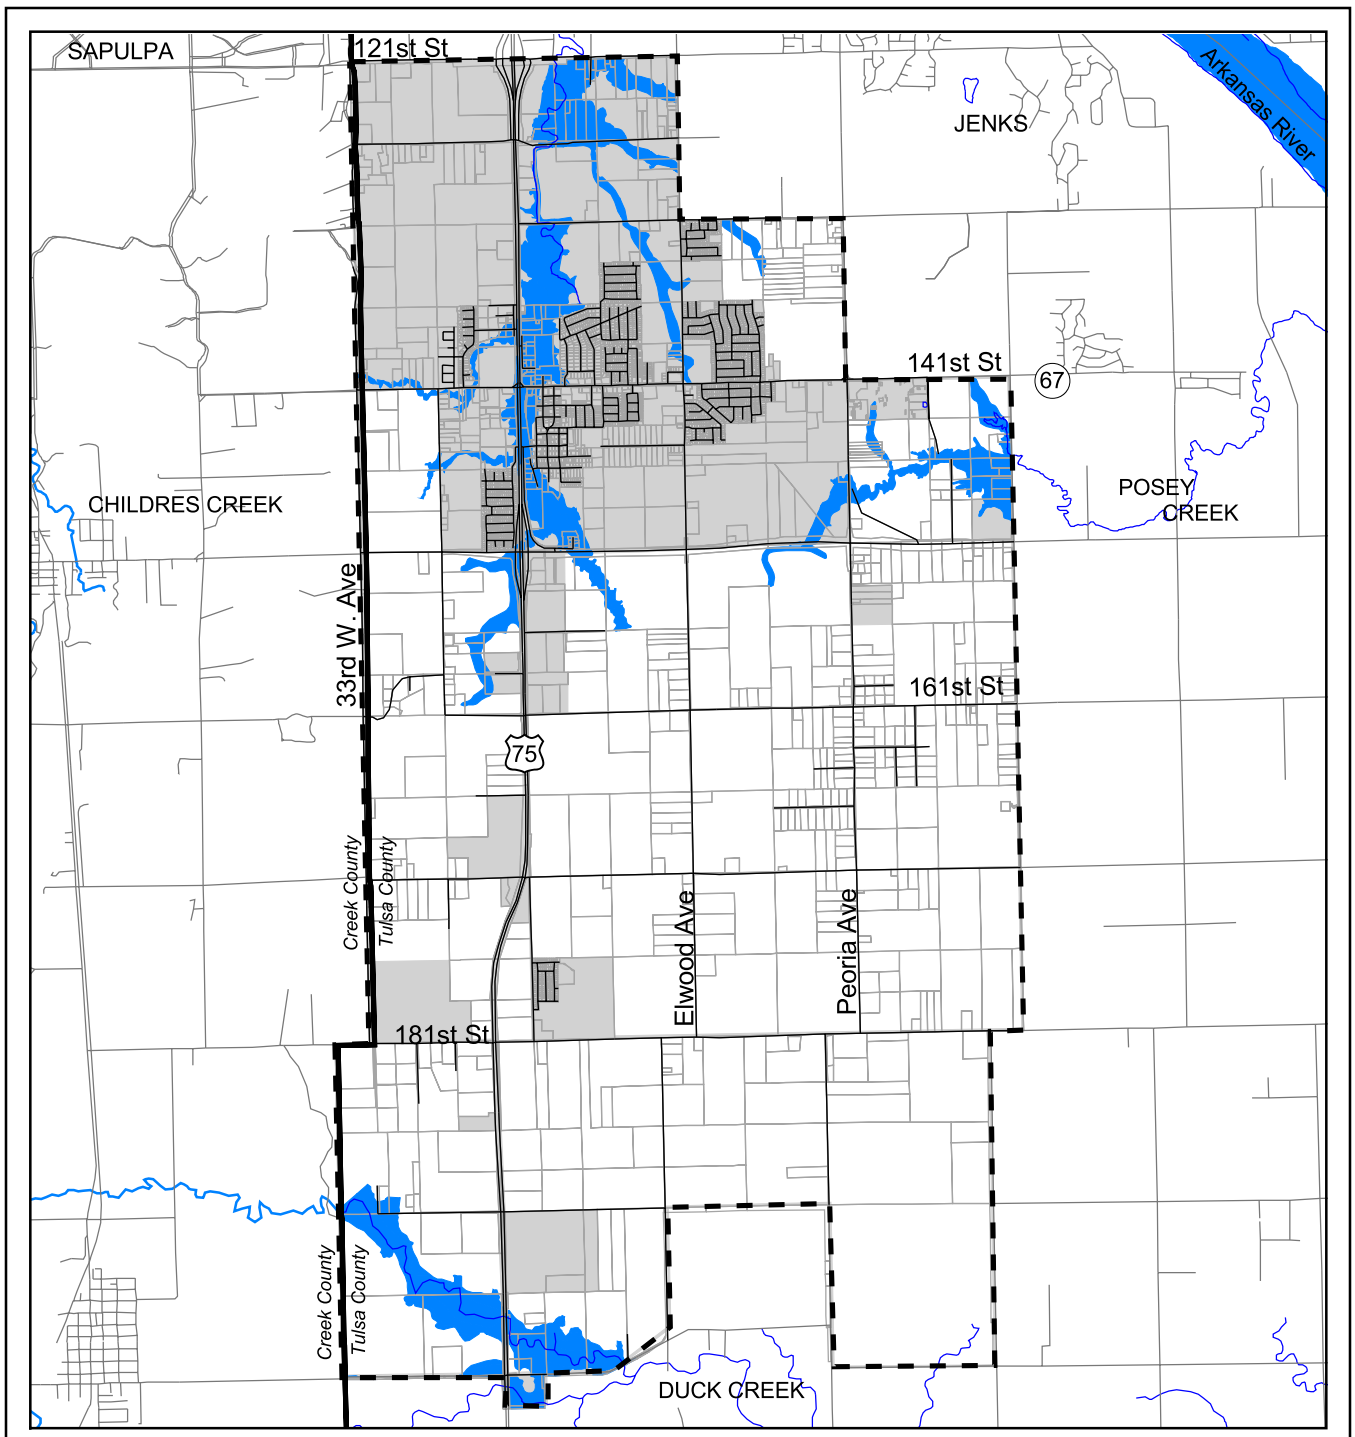 SAPULPA
121st St
Arkansas River
JENKS
141st St
67
CHILDRES CREEK
POSEY
CREEK
33rd W. Ave
161st St
75
Creek County
Tulsa County
Elwood Ave
Peoria Ave
181st St
Creek County
Tulsa County
DUCK CREEK